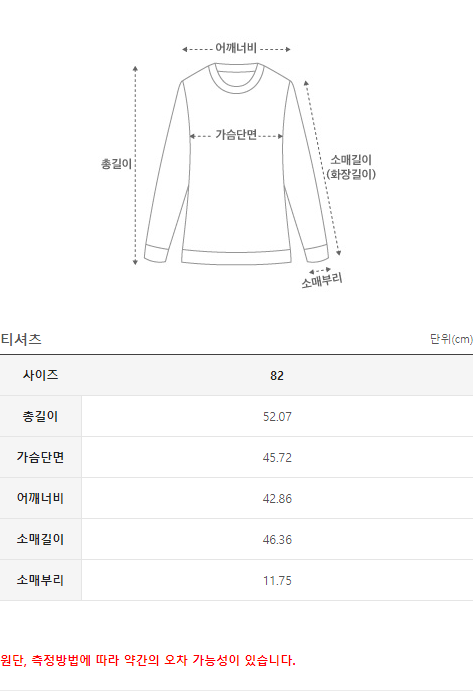 어깨너비
가슴단면
총길이
소매길이
(화장길이)
소매부리
티셔츠 단위(cm)
사이즈 82
총길이 52.07
가슴단면 45.72
어깨너비 42.86
소매길이 46.36
소매부리 11.75
원단, 측정방법에 따라 약간의 오차 가능성이 있습니다.